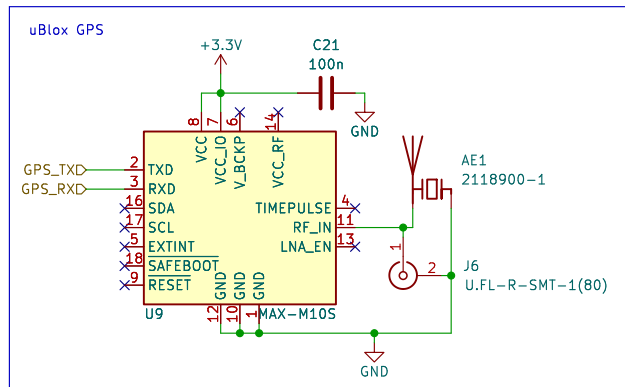 uBlox GPS
+3.3V
C21
100n
GND
8
7
6
14
VCC
VCC_IO
V_BCKP
VCC_RF
AE1
2118900-1
GPS_TX
2
TXD
GPS_RX
3
RXD
16
SDA
TIMEPULSE
4
17
SCL
RF_IN
11
5
EXTINT
LNA_EN
13
18
SAFEBOOT
9
RESET
1
2
J6
U.FL-R-SMT-1(80)
GND
GND
GND
12
10
1
U9
MAX-M10S
GND